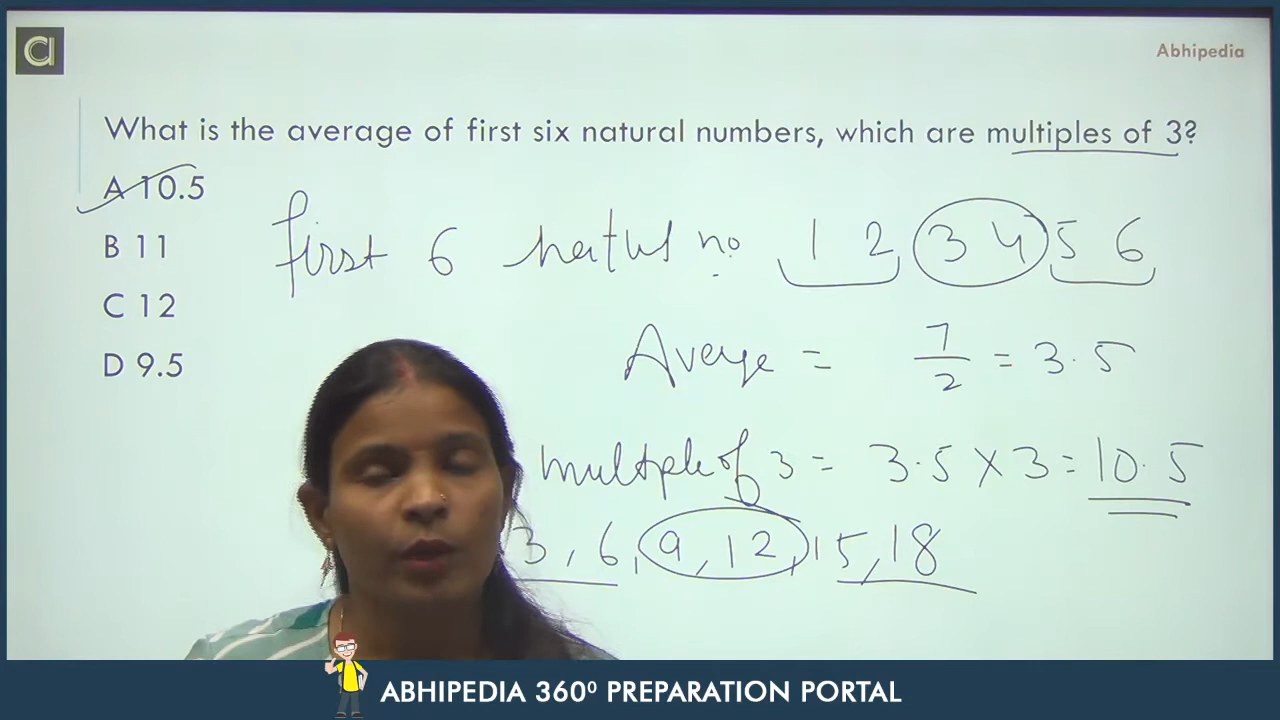 Abhipedia
What is the average of first six natural numbers, which are multiples of 3?
A 10.5
B 11
C 12
D 9.5
First 6 no. 1 2 3 4 5 6
Average = 7/2 = 3.5
multiple of 3 = 3.5 × 3 = 10.5
3, 6, 9, 12, 15, 18
ABHIPEDIA 360⁰ PREPARATION PORTAL